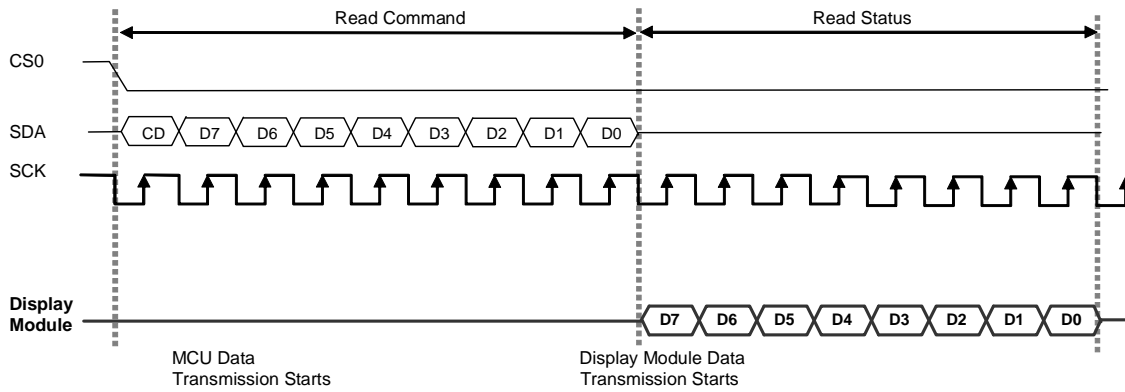 Read Command Read Status
CS0
SDA CD D7 D6 D5 D4 D3 D2 D1 D0
SCK
Display
Module
D7 D6 D5 D4 D3 D2 D1 D0
MCU Data
Transmission Starts
Display Module Data
Transmission Starts